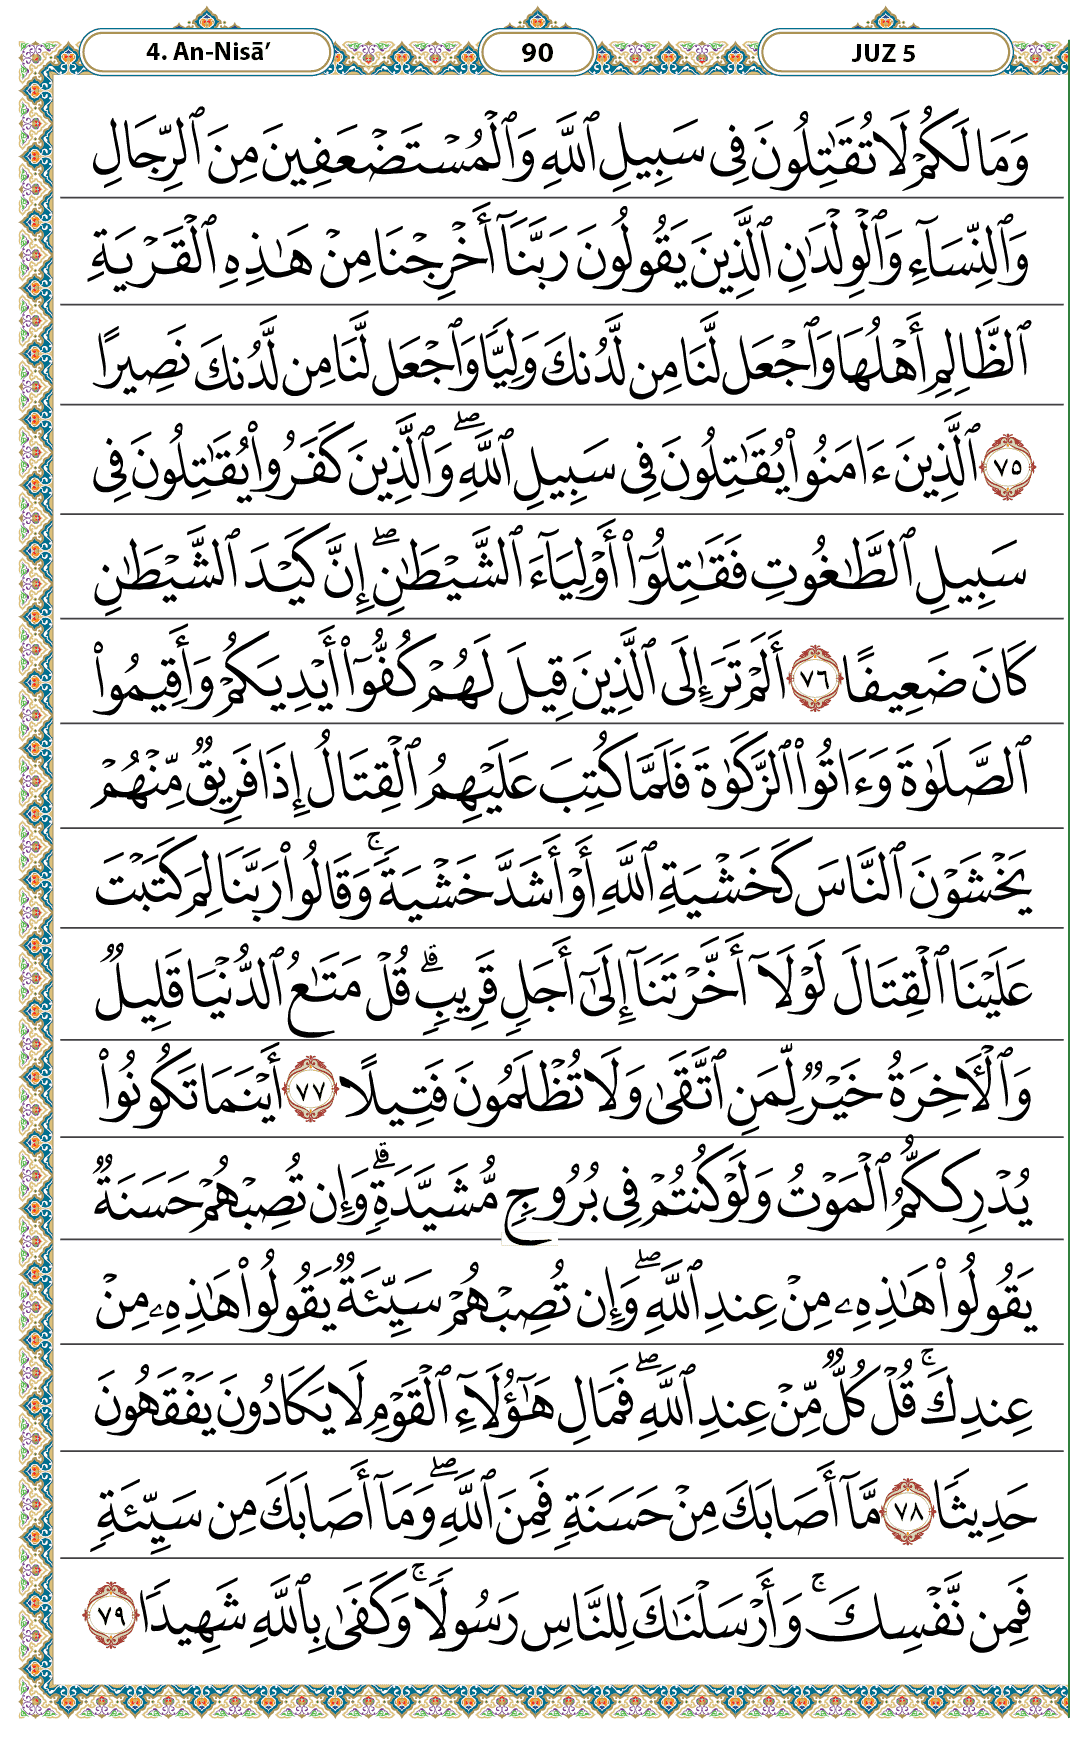 4. An-Nisā’
90
JUZ 5
وَمَا لَكُمْ لَا تُقَـٰتِلُونَ فِى سَبِيلِ ٱللَّهِ وَٱلْمُسْتَضْعَفِينَ مِنَ ٱلرِّجَالِ
وَٱلنِّسَآءِ وَٱلْوِلْدَٰنِ ٱلَّذِينَ يَقُولُونَ رَبَّنَآ أَخْرِجْنَا مِنْ هَـٰذِهِ ٱلْقَرْيَةِ
ٱلظَّالِمِ أَهْلُهَا وَٱجْعَل لَّنَا مِن لَّدُنكَ وَلِيًّا وَٱجْعَل لَّنَا مِن لَّدُنكَ نَصِيرًا
٧٥ ٱلَّذِينَ ءَامَنُوا۟ يُقَـٰتِلُونَ فِى سَبِيلِ ٱللَّهِ ۖ وَٱلَّذِينَ كَفَرُوا۟ يُقَـٰتِلُونَ فِى
سَبِيلِ ٱلطَّـٰغُوتِ فَقَـٰتِلُوٓا۟ أَوْلِيَآءَ ٱلشَّيْطَـٰنِ ۖ إِنَّ كَيْدَ ٱلشَّيْطَـٰنِ
كَانَ ضَعِيفًا ٧٦ أَلَمْ تَرَ إِلَى ٱلَّذِينَ قِيلَ لَهُمْ كُفُّوٓا۟ أَيْدِيَكُمْ وَأَقِيمُوا۟
ٱلصَّلَوٰةَ وَءَاتُوا۟ ٱلزَّكَوٰةَ فَلَمَّا كُتِبَ عَلَيْهِمُ ٱلْقِتَالُ إِذَا فَرِيقٌ مِّنْهُمْ
يَخْشَوْنَ ٱلنَّاسَ كَخَشْيَةِ ٱللَّهِ أَوْ أَشَدَّ خَشْيَةً ۚ وَقَالُوا۟ رَبَّنَا لِمَ كَتَبْتَ
عَلَيْنَا ٱلْقِتَالَ لَوْلَآ أَخَّرْتَنَآ إِلَىٰٓ أَجَلٍ قَرِيبٍ ۗ قُلْ مَتَـٰعُ ٱلدُّنْيَا قَلِيلٌ
وَٱلْـَٔاخِرَةُ خَيْرٌ لِّمَنِ ٱتَّقَىٰ وَلَا تُظْلَمُونَ فَتِيلًا ٧٧ أَيْنَمَا تَكُونُوا۟
يُدْرِككُّمُ ٱلْمَوْتُ وَلَوْ كُنتُمْ فِى بُرُوجٍ مُّشَيَّدَةٍ ۗ وَإِن تُصِبْهُمْ حَسَنَةٌ
يَقُولُوا۟ هَـٰذِهِۦ مِنْ عِندِ ٱللَّهِ ۖ وَإِن تُصِبْهُمْ سَيِّئَةٌ يَقُولُوا۟ هَـٰذِهِۦ مِنْ
عِندِكَ ۚ قُلْ كُلٌّ مِّنْ عِندِ ٱللَّهِ ۖ فَمَالِ هَـٰٓؤُلَآءِ ٱلْقَوْمِ لَا يَكَادُونَ يَفْقَهُونَ
حَدِيثًا ٧٨ مَّآ أَصَابَكَ مِنْ حَسَنَةٍ فَمِنَ ٱللَّهِ ۖ وَمَآ أَصَابَكَ مِن سَيِّئَةٍ
فَمِن نَّفْسِكَ ۚ وَأَرْسَلْنَـٰكَ لِلنَّاسِ رَسُولًا ۚ وَكَفَىٰ بِٱللَّهِ شَهِيدًا ٧٩